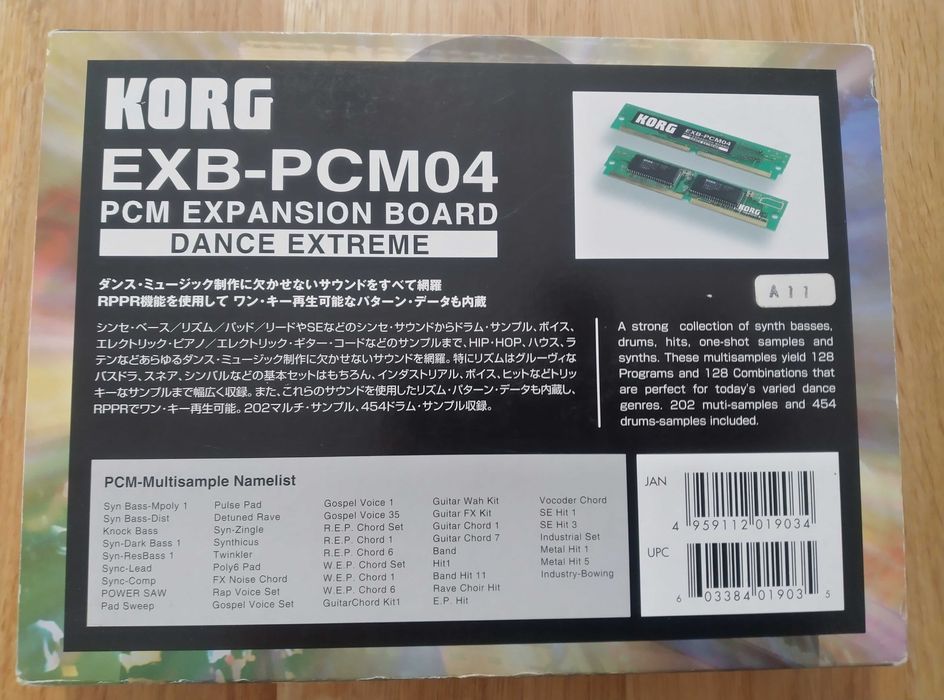 KORG
EXB-PCM04
PCM EXPANSION BOARD
DANCE EXTREME
KORG EXB-PCM04
KORG
A11
ダンス・ミュージック制作に欠かせないサウンドをすべて網羅
RPPR機能を使用して ワン・キー再生可能なパターン・データも内蔵
シンセ・ベース／リズム／パッド／リードやSEなどのシンセ・サウンドからドラム・サンプル、ボイス、
エレクトリック・ピアノ／エレクトリック・ギター・コードなどのサンプルまで、HIP・HOP、ハウス、ラ
テンなどあらゆるダンス・ミュージック制作に欠かせないサウンドを網羅。特にリズムはグルーヴィな
バスドラ、スネア、シンバルなどの基本セットはもちろん、インダストリアル、ボイス、ヒットなどトリッ
キーなサンプルまで幅広く収録。また、これらのサウンドを使用したリズム・パターン・データも内蔵し、
RPPRでワン・キー再生可能。202マルチ・サンプル、454ドラム・サンプル収録。
A strong collection of synth basses,
drums, hits, one-shot samples and
synths. These multisamples yield 128
Programs and 128 Combinations that
are perfect for today's varied dance
genres. 202 muti-samples and 454
drums-samples included.
PCM-Multisample Namelist
Syn Bass-Mpoly 1
Syn Bass-Dist
Knock Bass
Syn-Dark Bass 1
Syn-ResBass 1
Sync-Lead
Sync-Comp
POWER SAW
Pad Sweep
Pulse Pad
Detuned Rave
Syn-Zingle
Synthicus
Twinkler
Poly6 Pad
FX Noise Chord
Rap Voice Set
Gospel Voice Set
Gospel Voice 1
Gospel Voice 35
R.E.P. Chord Set
R.E.P. Chord 1
R.E.P. Chord 6
W.E.P. Chord Set
W.E.P. Chord 1
W.E.P. Chord 6
GuitarChord Kit1
Guitar Wah Kit
Guitar FX Kit
Guitar Chord 1
Guitar Chord 7
Band
Hit1
Band Hit 11
Rave Choir Hit
E.P. Hit
Vocoder Chord
SE Hit 1
SE Hit 3
Industrial Set
Metal Hit 1
Metal Hit 5
Industry-Bowing
JAN
4 959112 019034
UPC
6 03384 01903 5